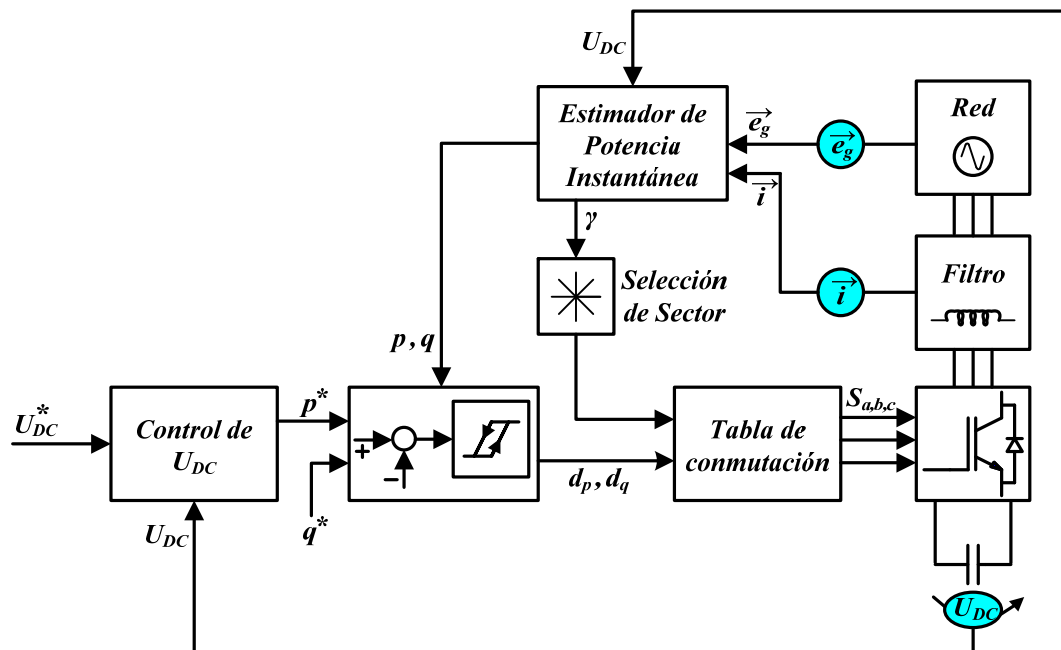 U_DC
Estimador de
Potencia
Instantánea
e_g
e_g
Red
i
γ
Selección
de Sector
i
Filtro
p, q
U_DC*
Control de
U_DC
p*
+
−
q*
d_p, d_q
Tabla de
conmutación
S_a,b,c
U_DC
U_DC